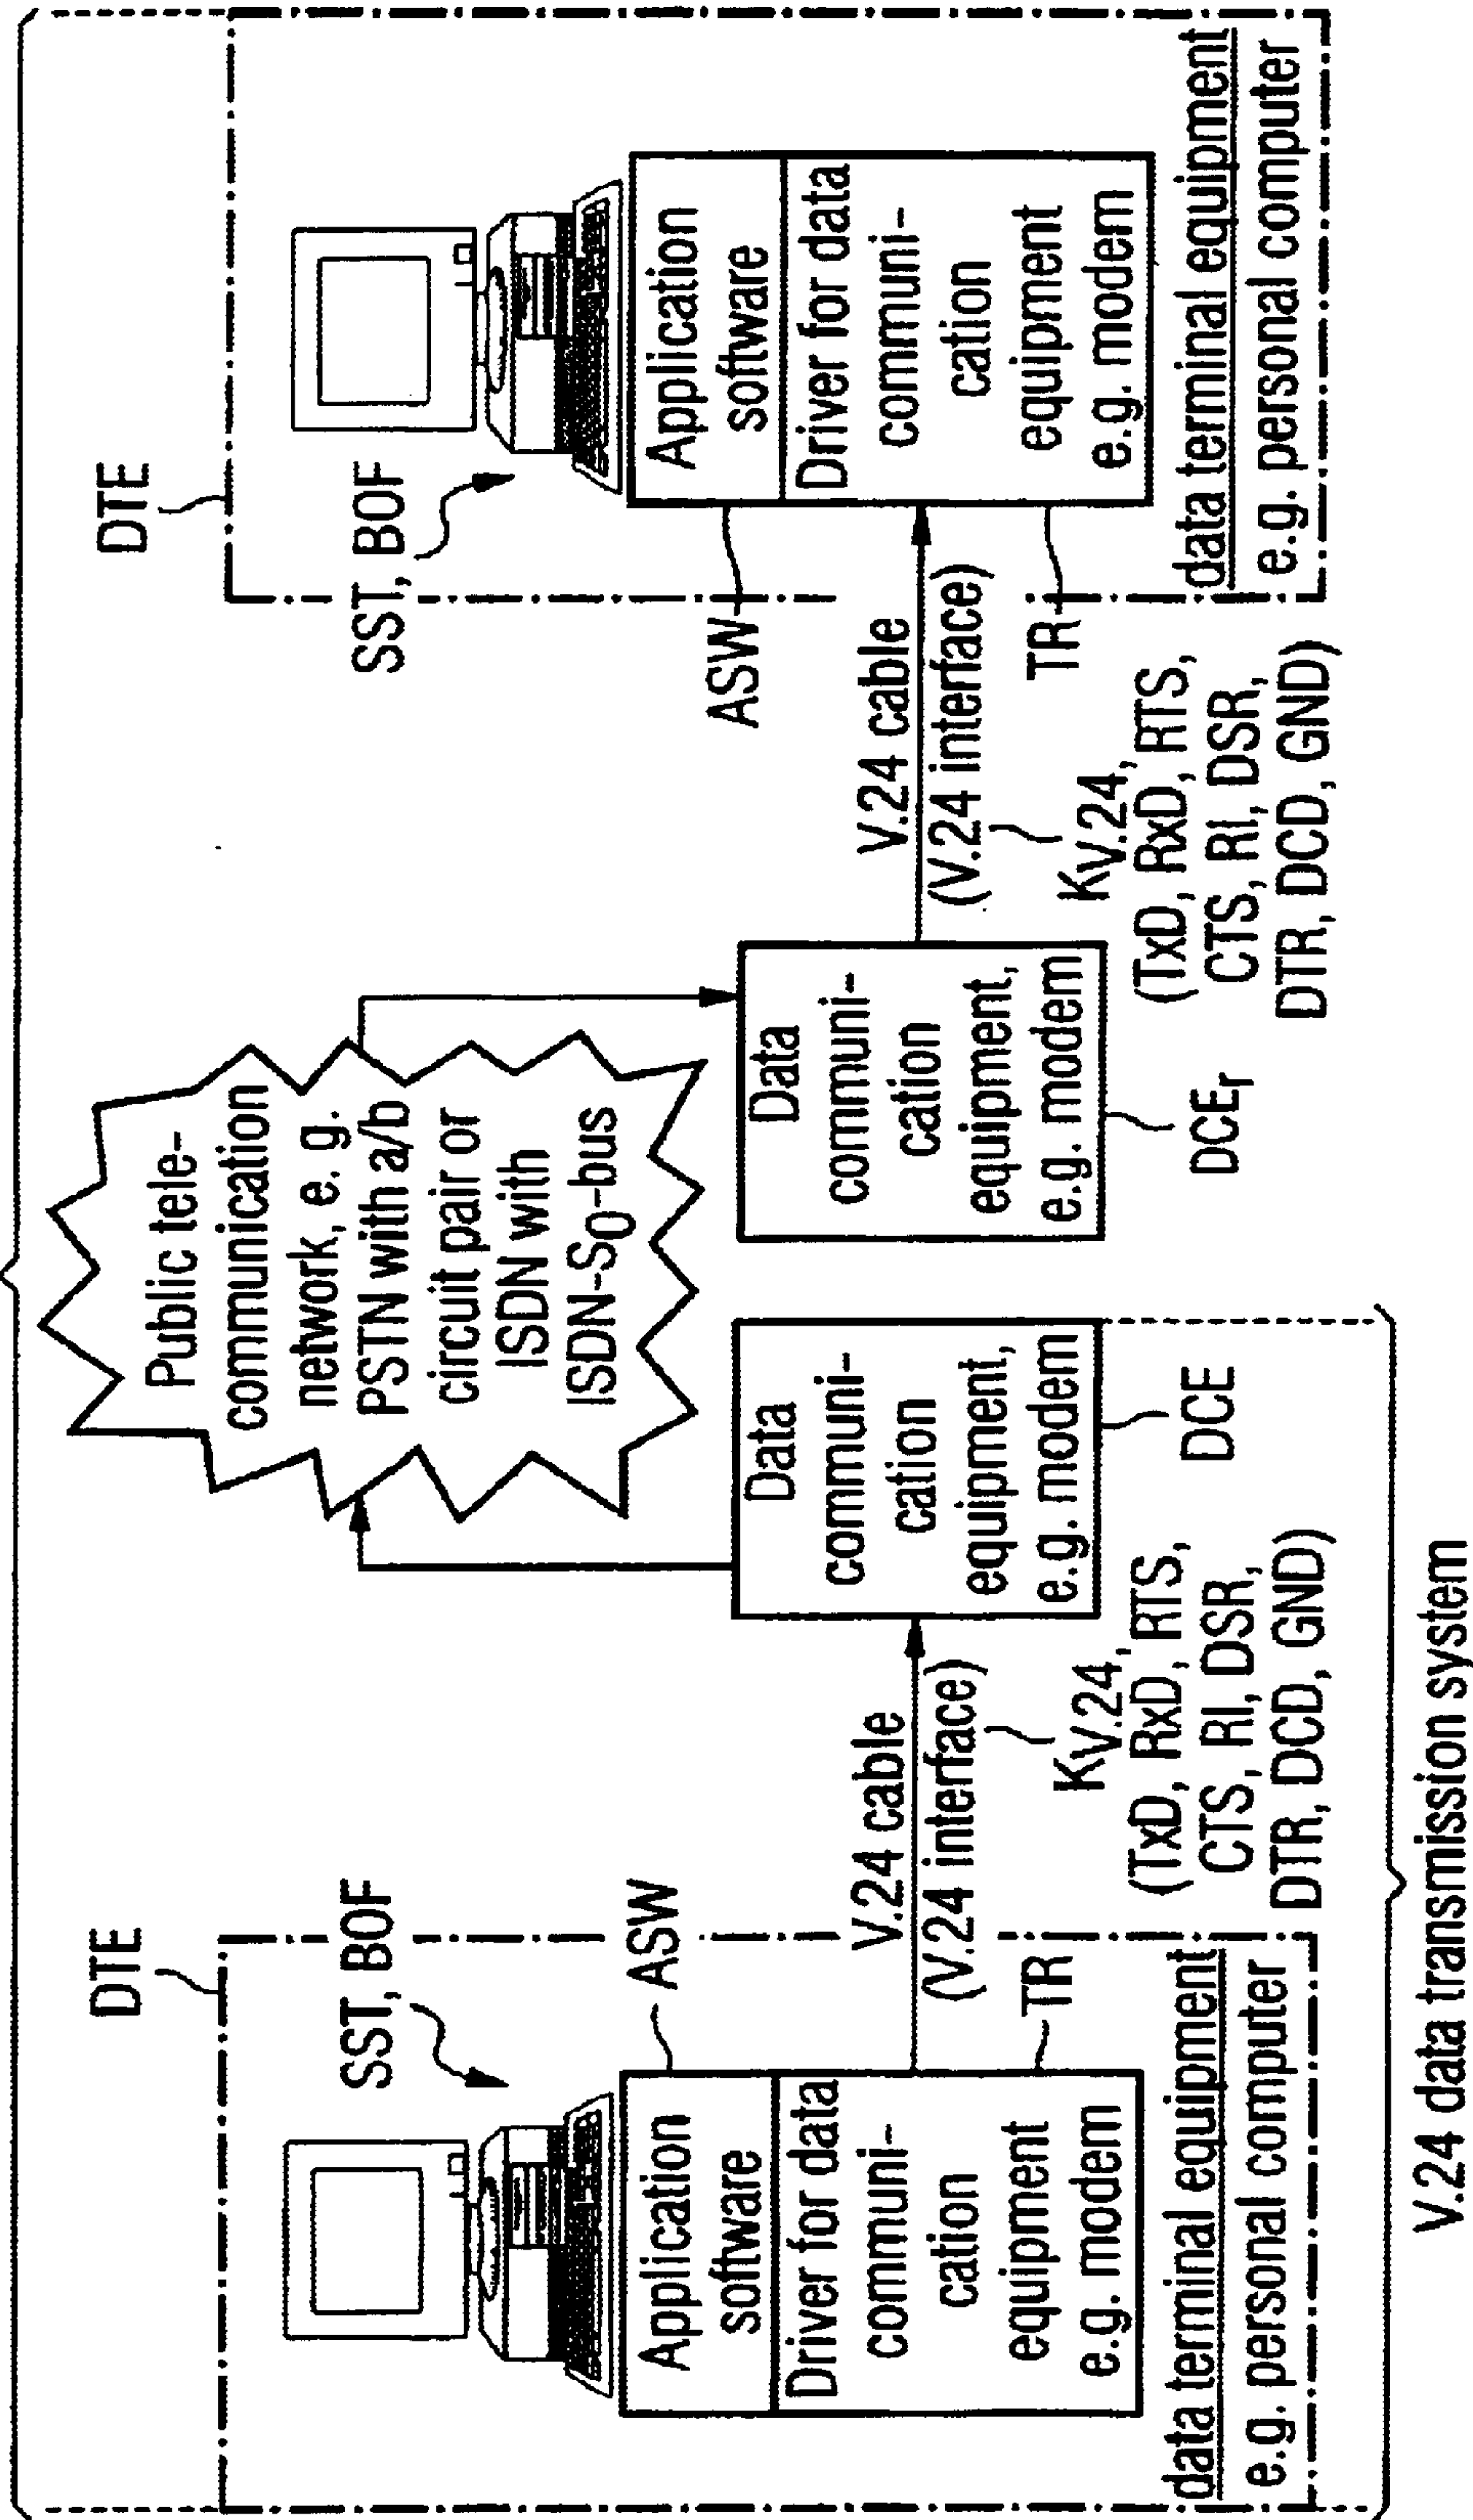 DTE
SST, BOF
ASW
Application
software
Driver for data
communi-
cation
equipment
e.g. modem
TR
data terminal equipment
e.g. personal computer
V.24 cable
(V.24 interface)
KV.24,
(TxD, RxD, RTS,
CTS, RI, DSR,
DTR, DCD, GND)
Data
communi-
cation
equipment,
e.g. modem
DCE
V.24 data transmission system
Public tele-
communication
network, e. g.
PSTN with a/b
circuit pair or
ISDN with
ISDN-S0-bus
Data
communi-
cation
equipment,
e.g. modem
DCEr
V.24 cable
(V.24 interface)
KV.24,
(TxD, RxD, RTS,
CTS, RI, DSR,
DTR, DCD, GND)
DTE
SST, BOF
ASW
Application
software
Driver for data
communi-
cation
equipment
e.g. modem
TR
data terminal equipment
e.g. personal computer